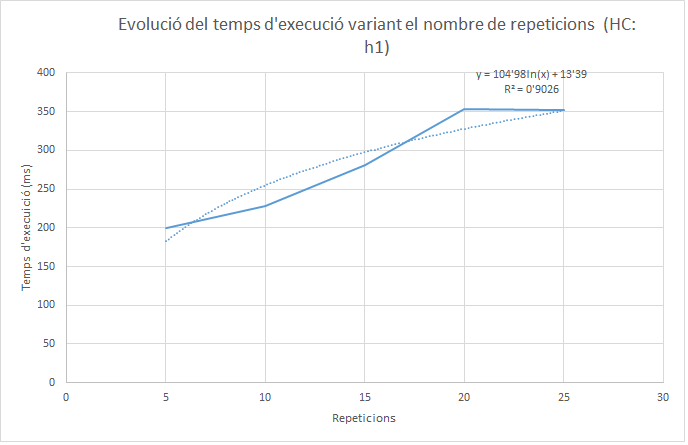 Evolució del temps d'execució variant el nombre de repeticions (HC:
h1)
y = 104'98ln(x) + 13'39
R² = 0'9026
400
350
300
250
200
150
100
50
0
Temps d'execuició (ms)
0 5 10 15 20 25 30
Repeticions